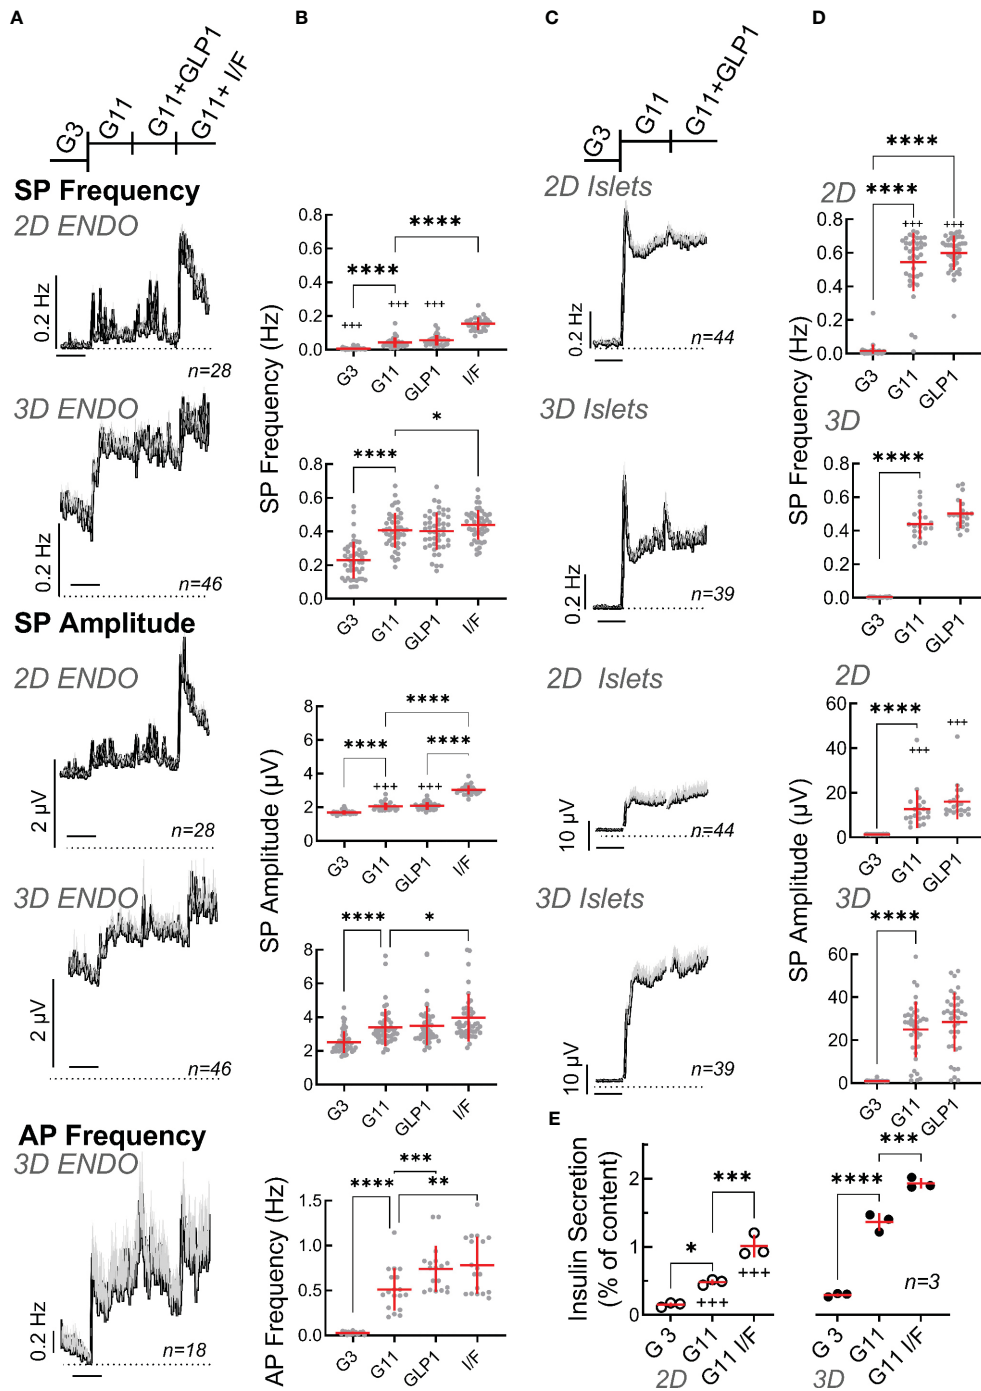 A
B
C
D
G3
G11
G11+GLP1
G11+ I/F
G3
G11
G11+GLP1
SP Frequency
2D ENDO
0.2 Hz
n=28
3D ENDO
0.2 Hz
n=46
SP Amplitude
2D ENDO
2 µV
n=28
3D ENDO
2 µV
n=46
AP Frequency
3D ENDO
0.2 Hz
n=18
SP Frequency (Hz)
****
****
+++
+++
+++
0.8
0.6
0.4
0.2
0.0
G3
G11
GLP1
I/F
****
*
0.8
0.6
0.4
0.2
0.0
G3
G11
GLP1
I/F
SP Amplitude (µV)
****
****
****
+++
+++
8
6
4
2
0
G3
G11
GLP1
I/F
****
*
8
6
4
2
0
G3
G11
GLP1
I/F
AP Frequency (Hz)
***
****
**
1.5
1.0
0.5
0.0
G3
G11
GLP1
I/F
2D Islets
0.2 Hz
n=44
3D Islets
0.2 Hz
n=39
2D Islets
10 µV
n=44
3D Islets
10 µV
n=39
SP Frequency (Hz)
2D
****
****
+++
+++
0.8
0.6
0.4
0.2
0.0
G3
G11
GLP1
3D
****
0.8
0.6
0.4
0.2
0.0
G3
G11
GLP1
SP Amplitude (µV)
2D
****
+++
+++
60
40
20
0
G3
G11
GLP1
3D
****
60
40
20
0
G3
G11
GLP1
E
Insulin Secretion
(% of content)
2
1
0
*
***
+++
+++
G 3
G11
G11 I/F
2D
****
***
n=3
G 3
G11
G11 I/F
3D